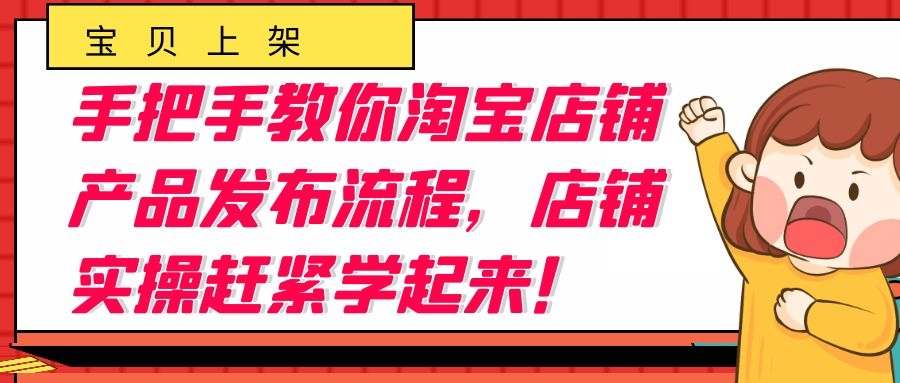 宝贝上架
手把手教你淘宝店铺
产品发布流程，店铺
实操赶紧学起来！